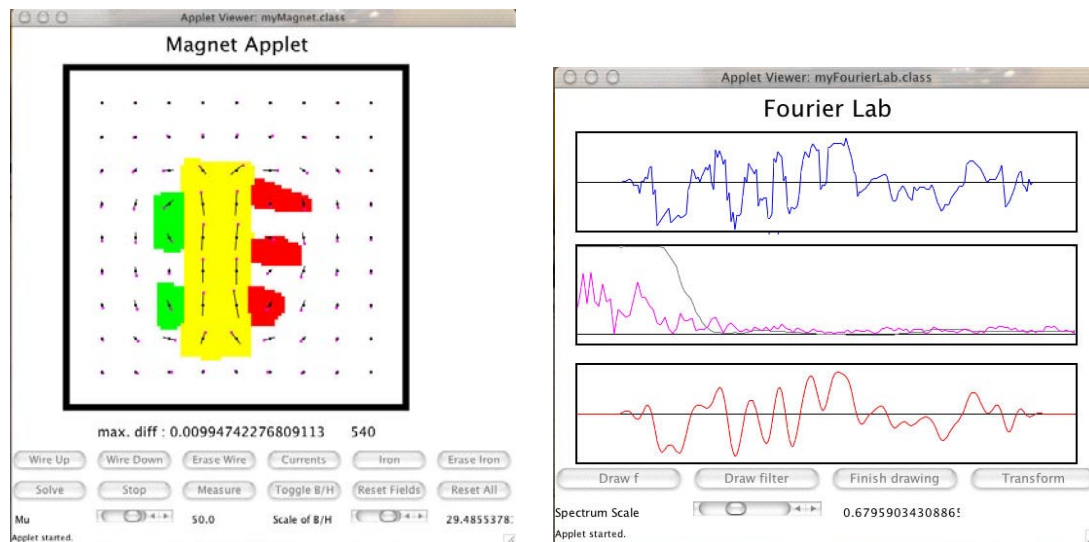 Applet Viewer: myMagnet.class
Magnet Applet
max. diff : 0.00994742276809113 540
Wire Up Wire Down Erase Wire Currents Iron Erase Iron
Solve Stop Measure Toggle B/H Reset Fields Reset All
Mu 50.0 Scale of B/H 29.4855378
Applet started.
Applet Viewer: myFourierLab.class
Fourier Lab
Draw f Draw filter Finish drawing Transform
Spectrum Scale 0.6795903430886
Applet started.